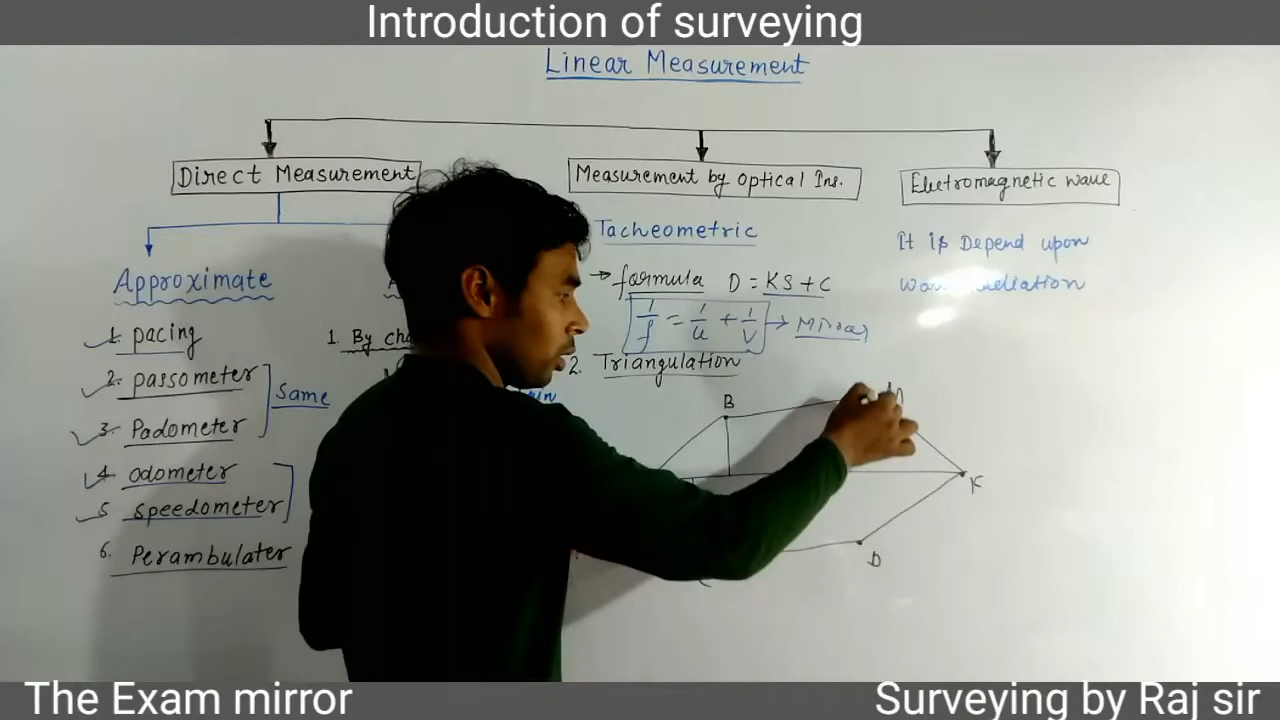 Introduction of surveying
Linear Measurement
Direct Measurement
Measurement by Optical Ins.
Eletromagnetic wave
Approximate
1. pacing
2. passometer
3. Padometer
Same
4. odometer
5 speedometer
6. Perambulater
1. By
Tacheometric
→ formula D = KS + C
1/f = 1/u + 1/v → Mirroar
2. Triangulation
B
K
D
It is Depend upon
The Exam mirror
Surveying by Raj sir